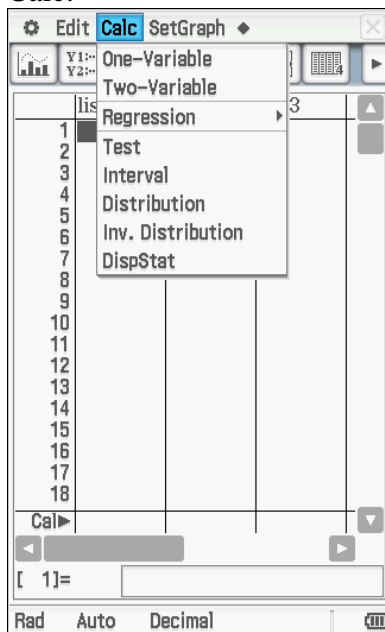 Edit Calc SetGraph ◆
Y1:--
Y2:--
One-Variable
Two-Variable
Regression
Test
Interval
Distribution
Inv. Distribution
DispStat
lis 3
1
2
3
4
5
6
7
8
9
10
11
12
13
14
15
16
17
18
Cal▶
[ 1]=
Rad Auto Decimal